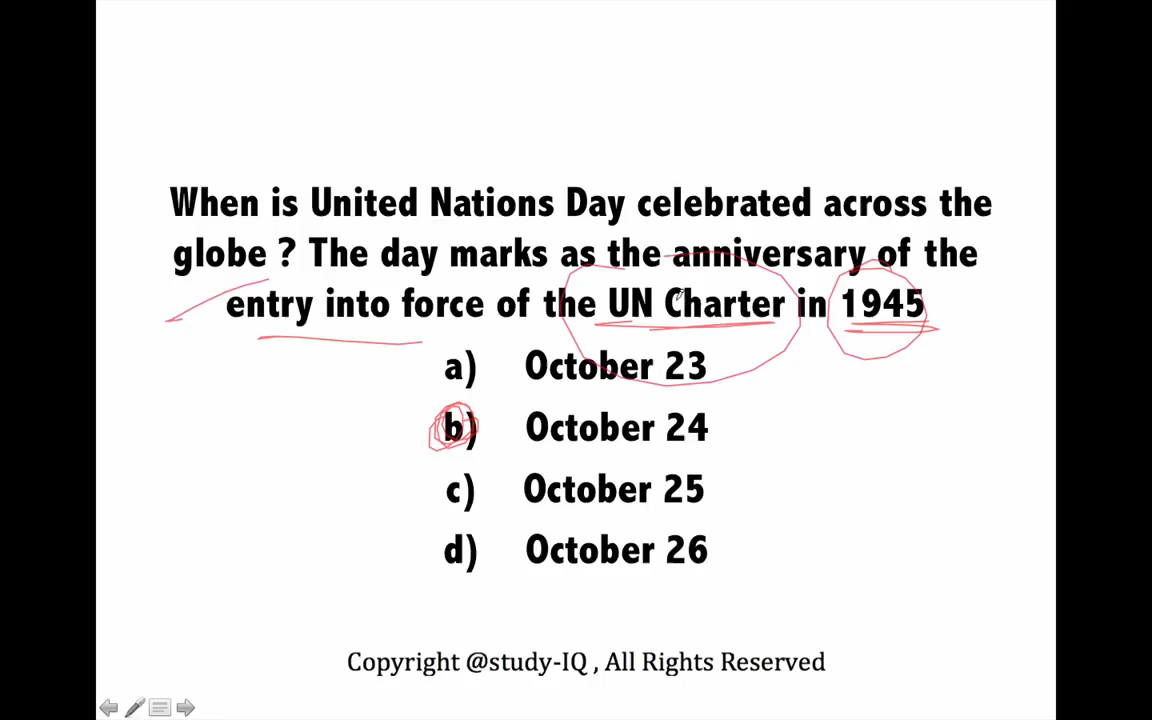 When is United Nations Day celebrated across the
globe ? The day marks as the anniversary of the
entry into force of the UN Charter in 1945
a) October 23
b) October 24
c) October 25
d) October 26
Copyright @study-IQ , All Rights Reserved